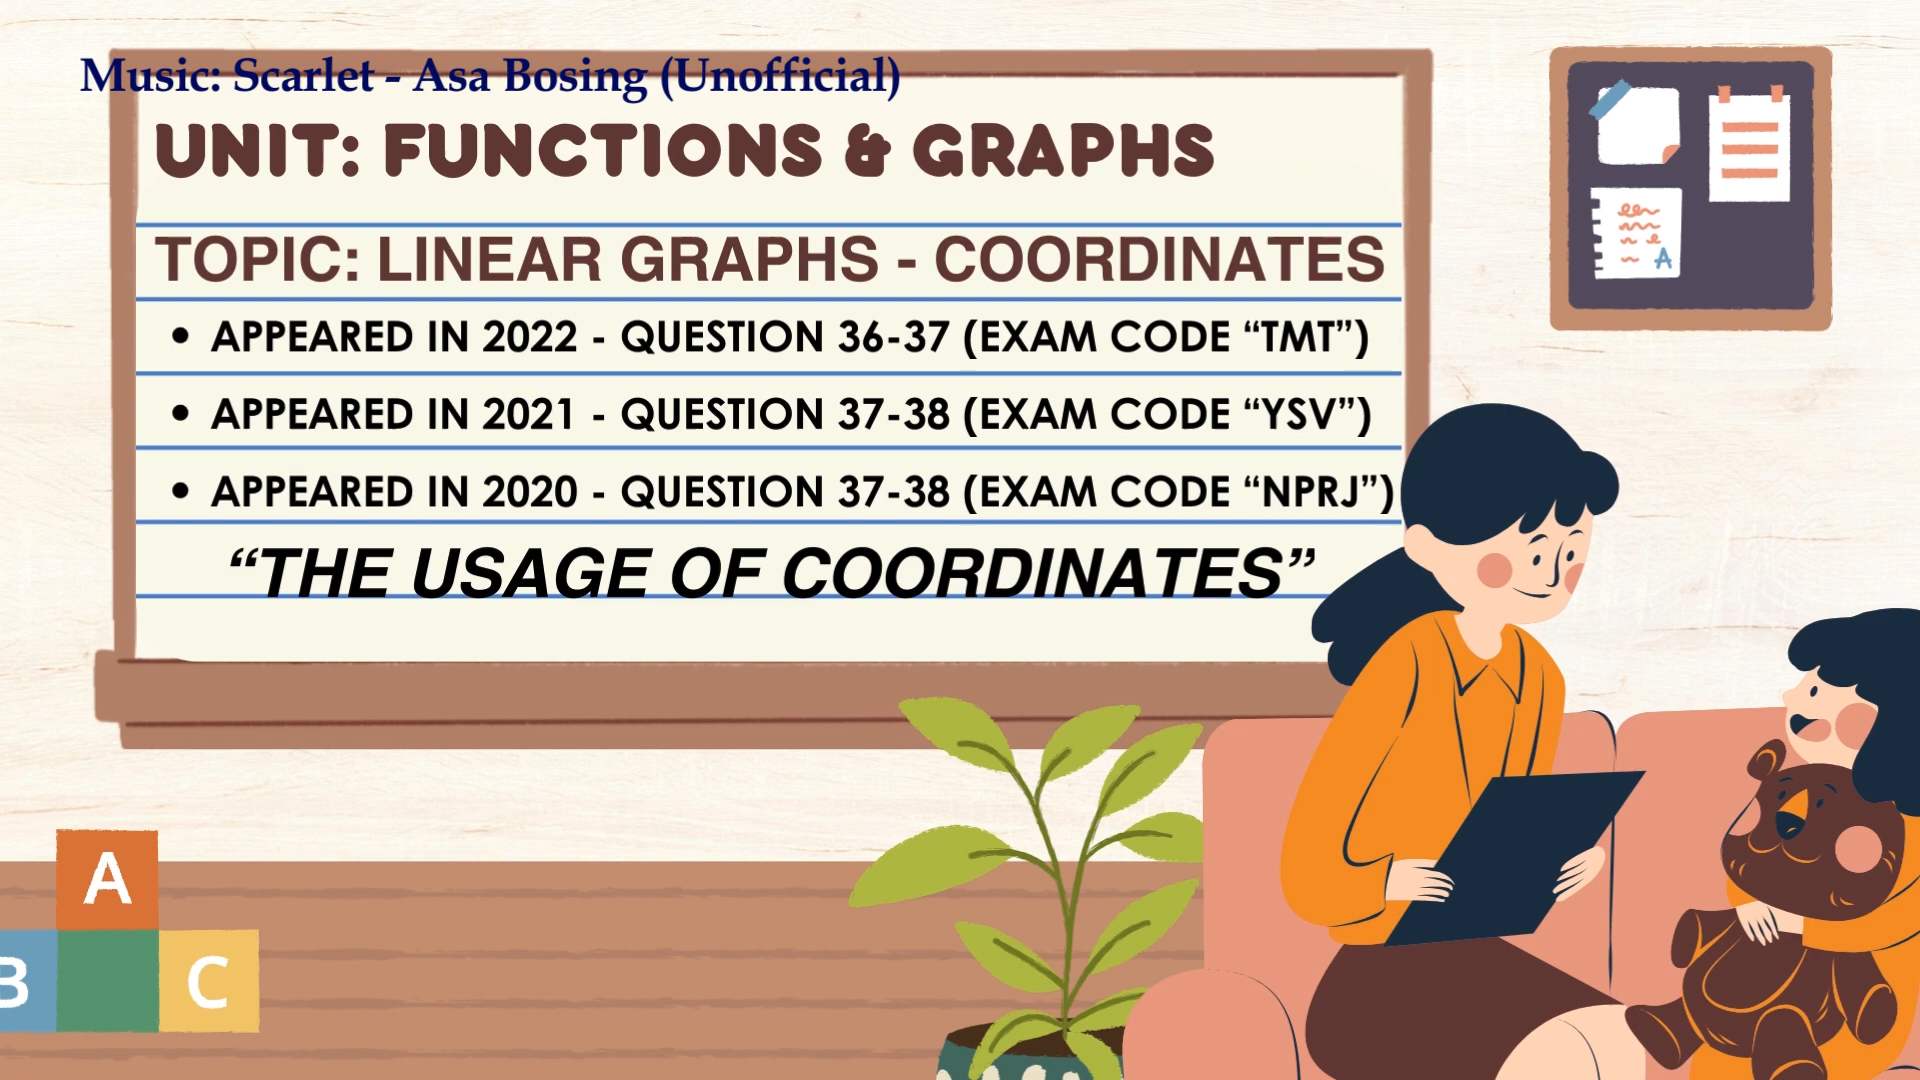 Music: Scarlet - Asa Bosing (Unofficial)
UNIT: FUNCTIONS & GRAPHS
TOPIC: LINEAR GRAPHS - COORDINATES
• APPEARED IN 2022 - QUESTION 36-37 (EXAM CODE “TMT”)
• APPEARED IN 2021 - QUESTION 37-38 (EXAM CODE “YSV”)
• APPEARED IN 2020 - QUESTION 37-38 (EXAM CODE “NPRJ”)
“THE USAGE OF COORDINATES”
A
A
B C